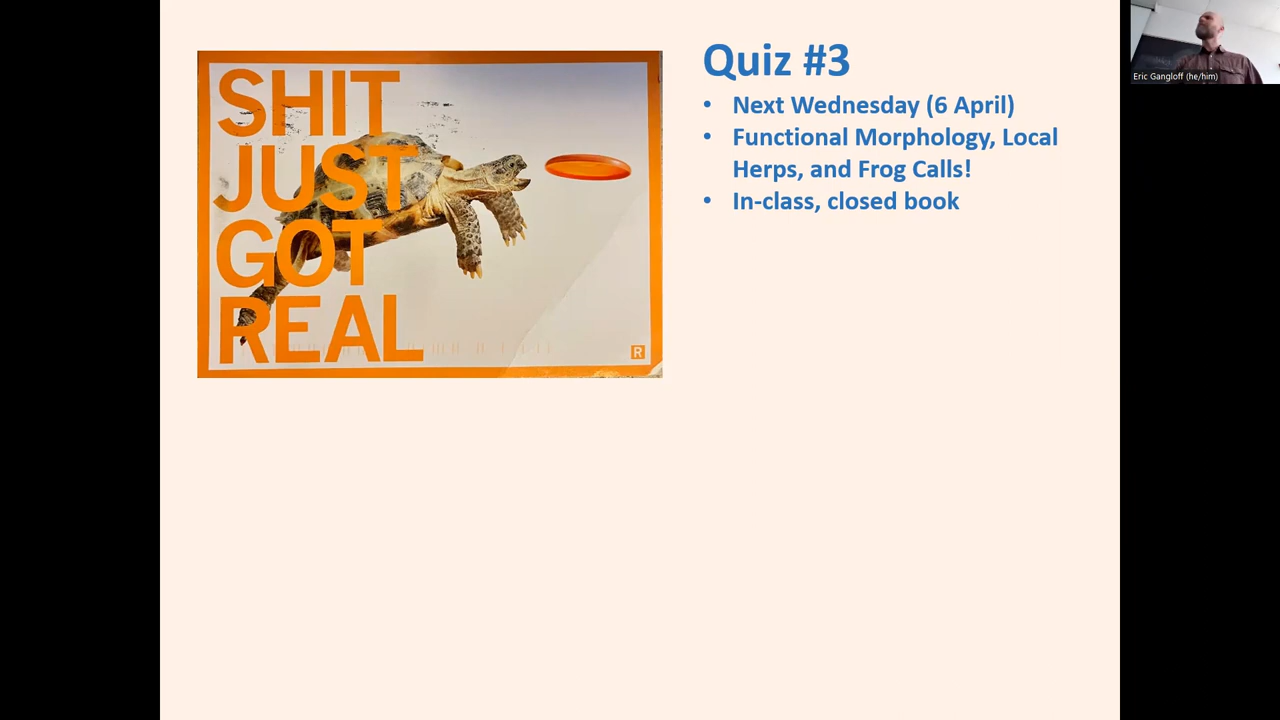 SHIT
JUST
GOT
REAL
R
Quiz #3
• Next Wednesday (6 April)
• Functional Morphology, Local
Herps, and Frog Calls!
• In-class, closed book
Eric Gangloff (he/him)